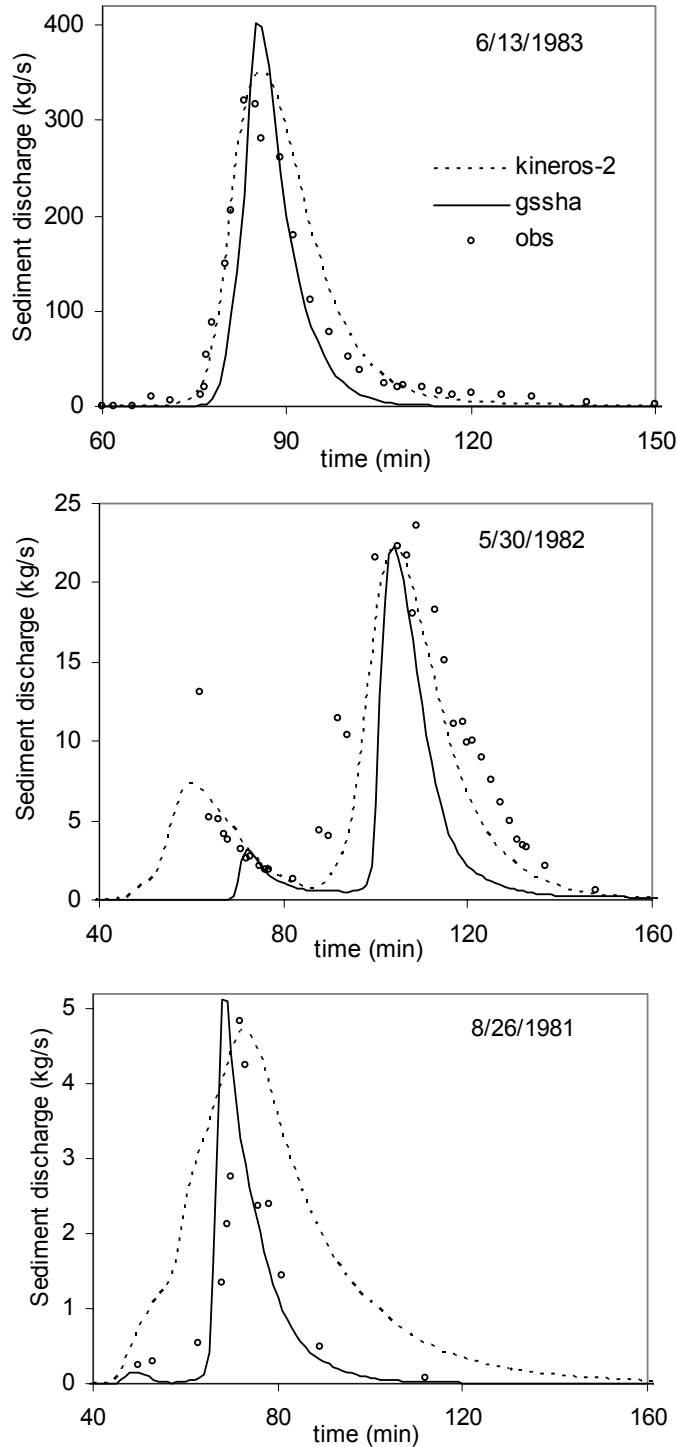 6/13/1983
Sediment discharge (kg/s)
400
300
200
100
0
kineros-2
gssha
obs
60 90 120 150
time (min)
5/30/1982
Sediment discharge (kg/s)
25
20
15
10
5
0
40 60 80 100 120 140 160
time (min)
8/26/1981
Sediment discharge (kg/s)
5
4
3
2
1
0
40 80 120 160
time (min)